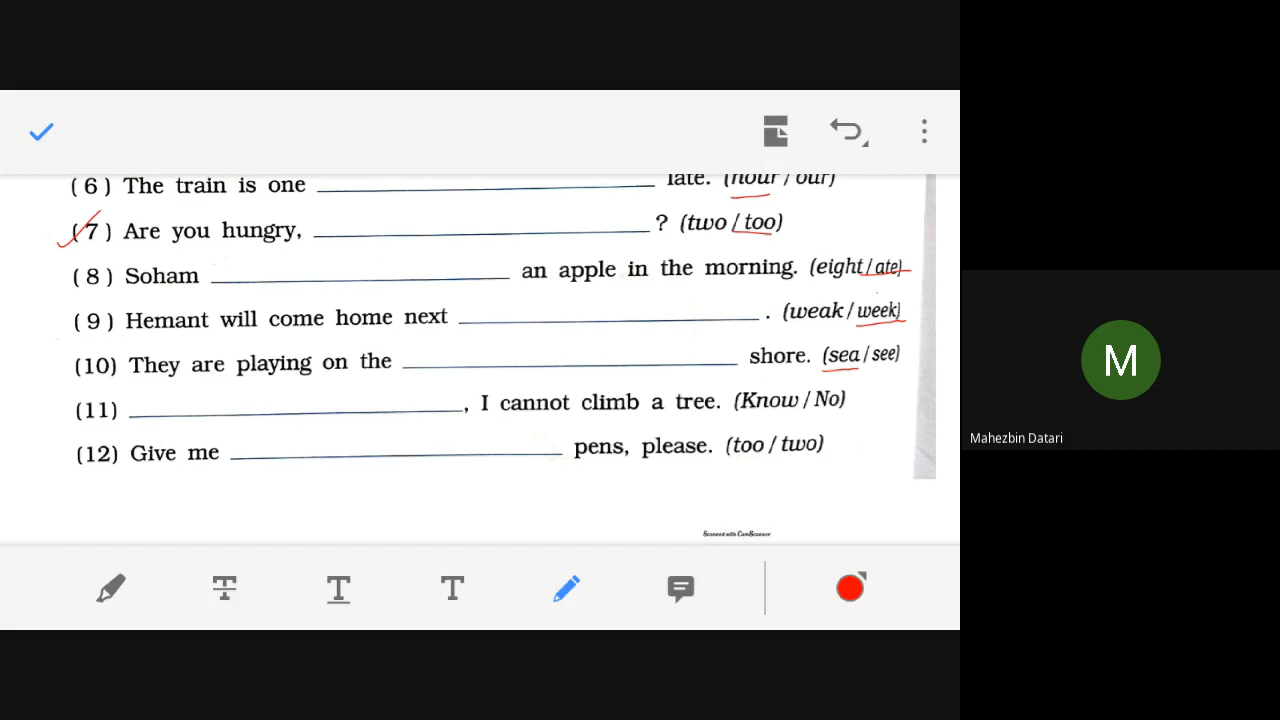 (6) The train is one ______ late. (hour / our)
(7) Are you hungry, ______ ? (two / too)
(8) Soham ______ an apple in the morning. (eight / ate)
(9) Hemant will come home next ______ . (weak / week)
(10) They are playing on the ______ shore. (sea / see)
(11) ______, I cannot climb a tree. (Know / No)
(12) Give me ______ pens, please. (too / two)
Scanned with CamScanner
M
Mahezbin Datari